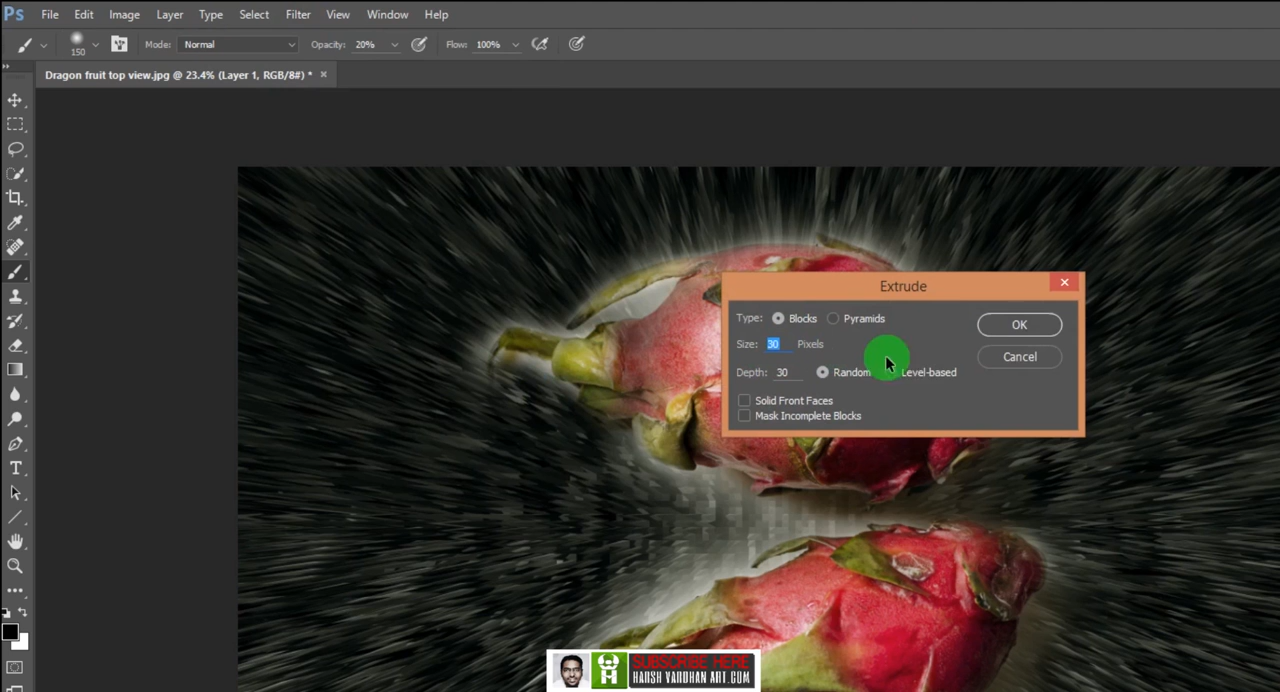 Ps File Edit Image Layer Type Select Filter View Window Help
150 Mode: Normal Opacity: 20% Flow: 100%
Dragon fruit top view.jpg @ 23.4% (Layer 1, RGB/8#) * ×
Extrude
Type: Blocks Pyramids
OK
Size: 30 Pixels
Cancel
Depth: 30 Random Level-based
Solid Front Faces
Mask Incomplete Blocks
T
SUBSCRIBE HERE
HARSH VARDHAN ART.COM